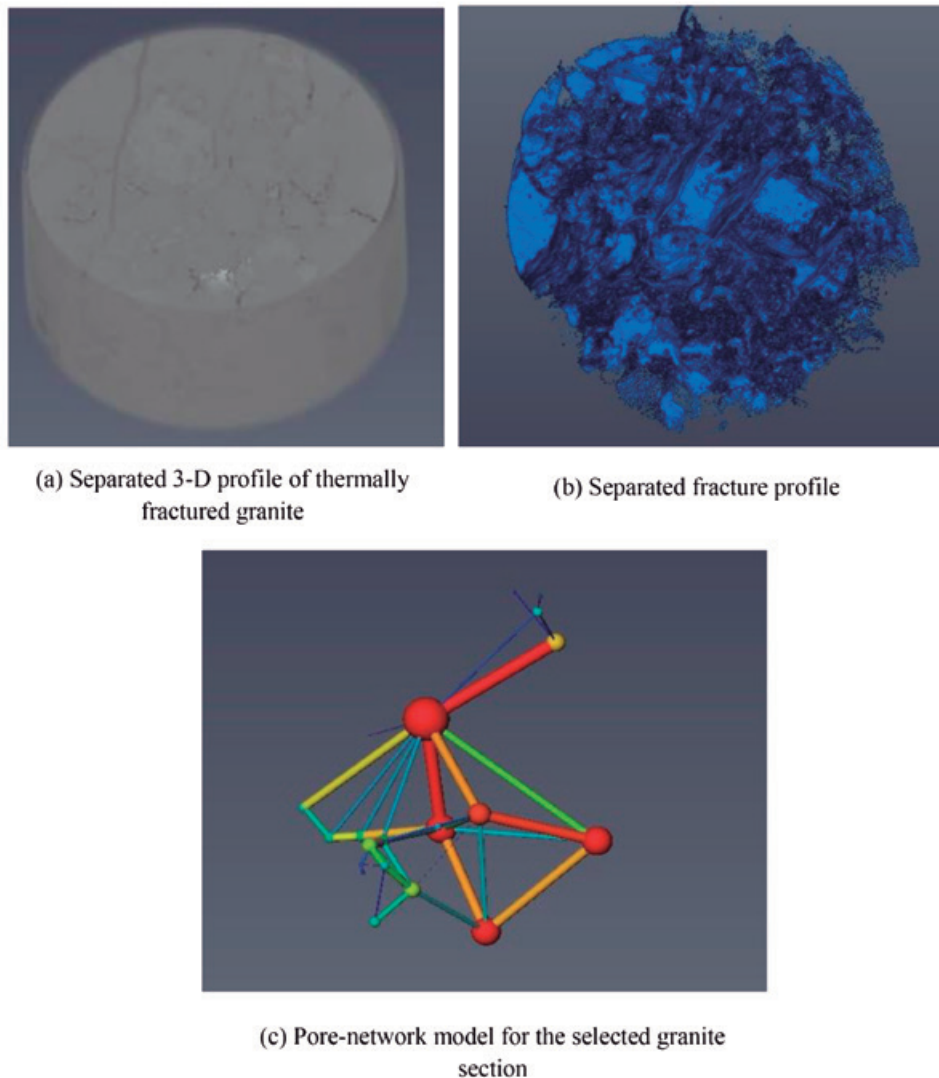 (a) Separated 3-D profile of thermally
fractured granite
(b) Separated fracture profile
(c) Pore-network model for the selected granite
section